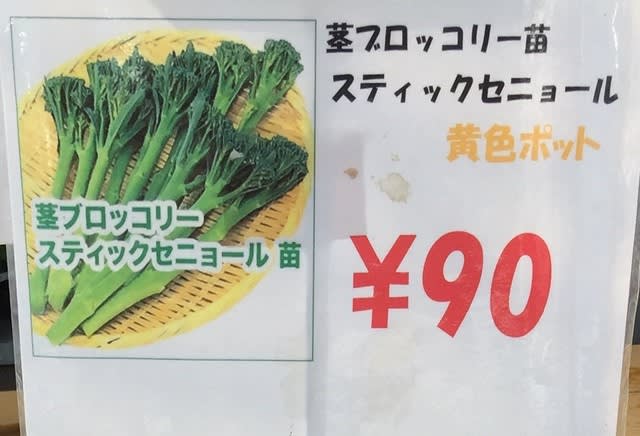 茎ブロッコリー苗
スティックセニョール
黄色ポット
茎ブロッコリー
スティックセニョール 苗
¥90